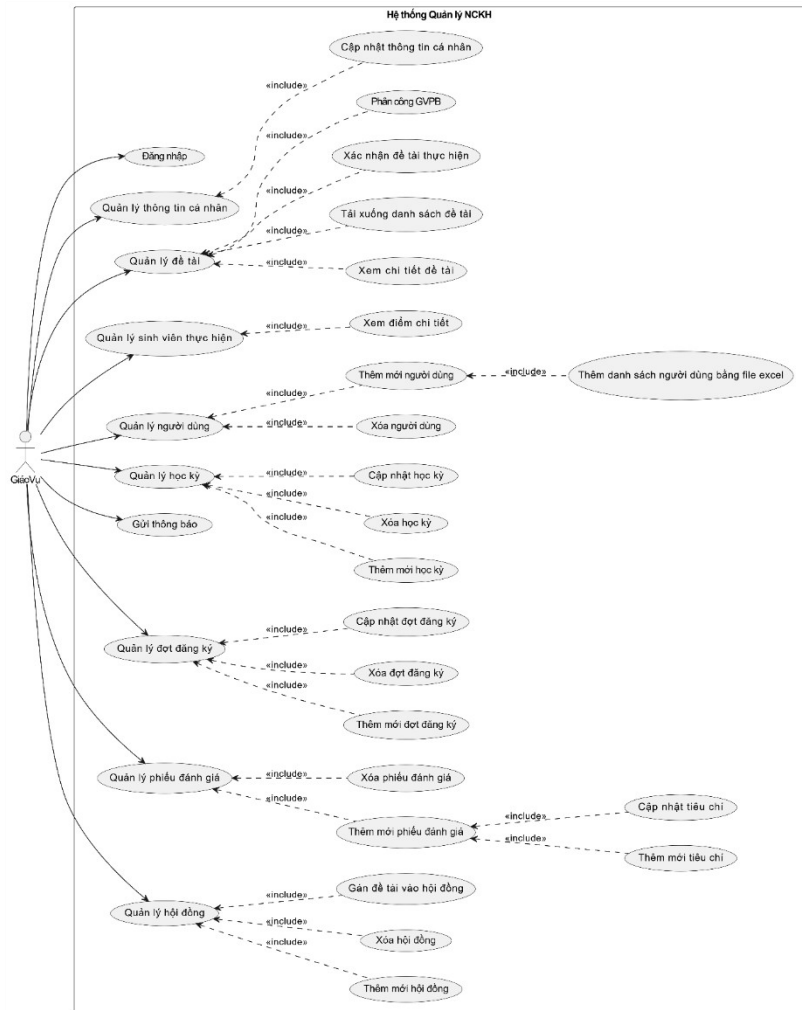 Hệ thống Quản lý NCKH
Cập nhật thông tin cá nhân
«include»
Phân công GVPB
«include»
Đăng nhập
Xác nhận đề tài thực hiện
«include»
Quản lý thông tin cá nhân
Tải xuống danh sách đề tài
«include»
Quản lý đề tài
«include»
Xem chi tiết đề tài
Quản lý sinh viên thực hiện
«include»
Xem điểm chi tiết
Thêm mới người dùng
«include»
Thêm danh sách người dùng bằng file excel
«include»
Quản lý người dùng
«include»
Xóa người dùng
GiáoVụ
Quản lý học kỳ
«include»
Cập nhật học kỳ
«include»
Xóa học kỳ
Gửi thông báo
«include»
Thêm mới học kỳ
Cập nhật đợt đăng ký
«include»
Quản lý đợt đăng ký
«include»
Xóa đợt đăng ký
«include»
Thêm mới đợt đăng ký
Quản lý phiếu đánh giá
«include»
Xóa phiếu đánh giá
«include»
Thêm mới phiếu đánh giá
«include»
Cập nhật tiêu chí
«include»
Thêm mới tiêu chí
Gán đề tài vào hội đồng
«include»
Quản lý hội đồng
«include»
Xóa hội đồng
«include»
Thêm mới hội đồng